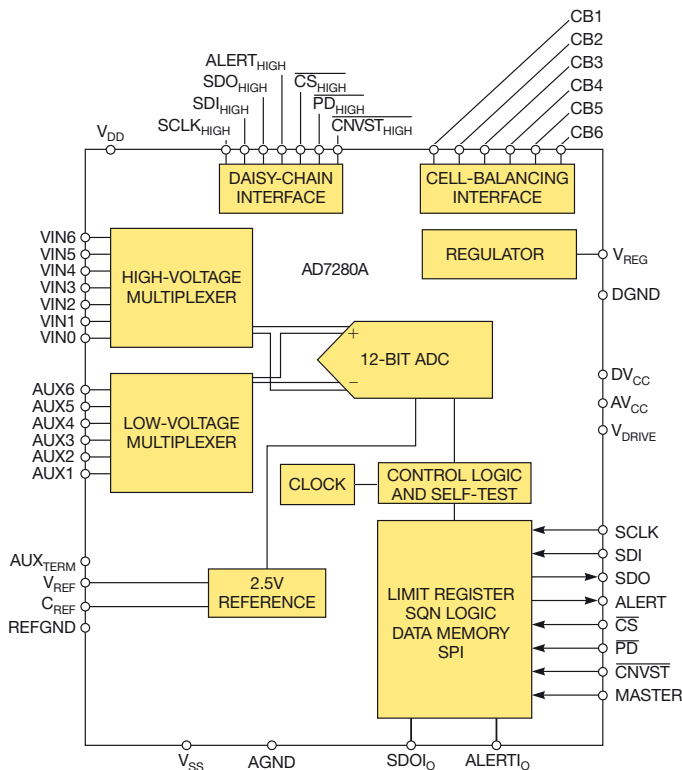 CB1
CB2
CB3
CB4
CB5
CB6
ALERT_HIGH
SDO_HIGH
CS_HIGH
SDI_HIGH
PD_HIGH
SCLK_HIGH
CNVST_HIGH
V_DD
DAISY-CHAIN
INTERFACE
CELL-BALANCING
INTERFACE
VIN6
VIN5
VIN4
VIN3
VIN2
VIN1
VIN0
HIGH-VOLTAGE
MULTIPLEXER
AD7280A
REGULATOR
V_REG
DGND
+
−
12-BIT ADC
DV_CC
AV_CC
V_DRIVE
AUX6
AUX5
AUX4
AUX3
AUX2
AUX1
LOW-VOLTAGE
MULTIPLEXER
CLOCK
CONTROL LOGIC
AND SELF-TEST
AUX_TERM
V_REF
C_REF
REFGND
2.5V
REFERENCE
LIMIT REGISTER
SQN LOGIC
DATA MEMORY
SPI
SCLK
SDI
SDO
ALERT
CS
PD
CNVST
MASTER
V_SS
AGND
SDOI_O
ALERTI_O